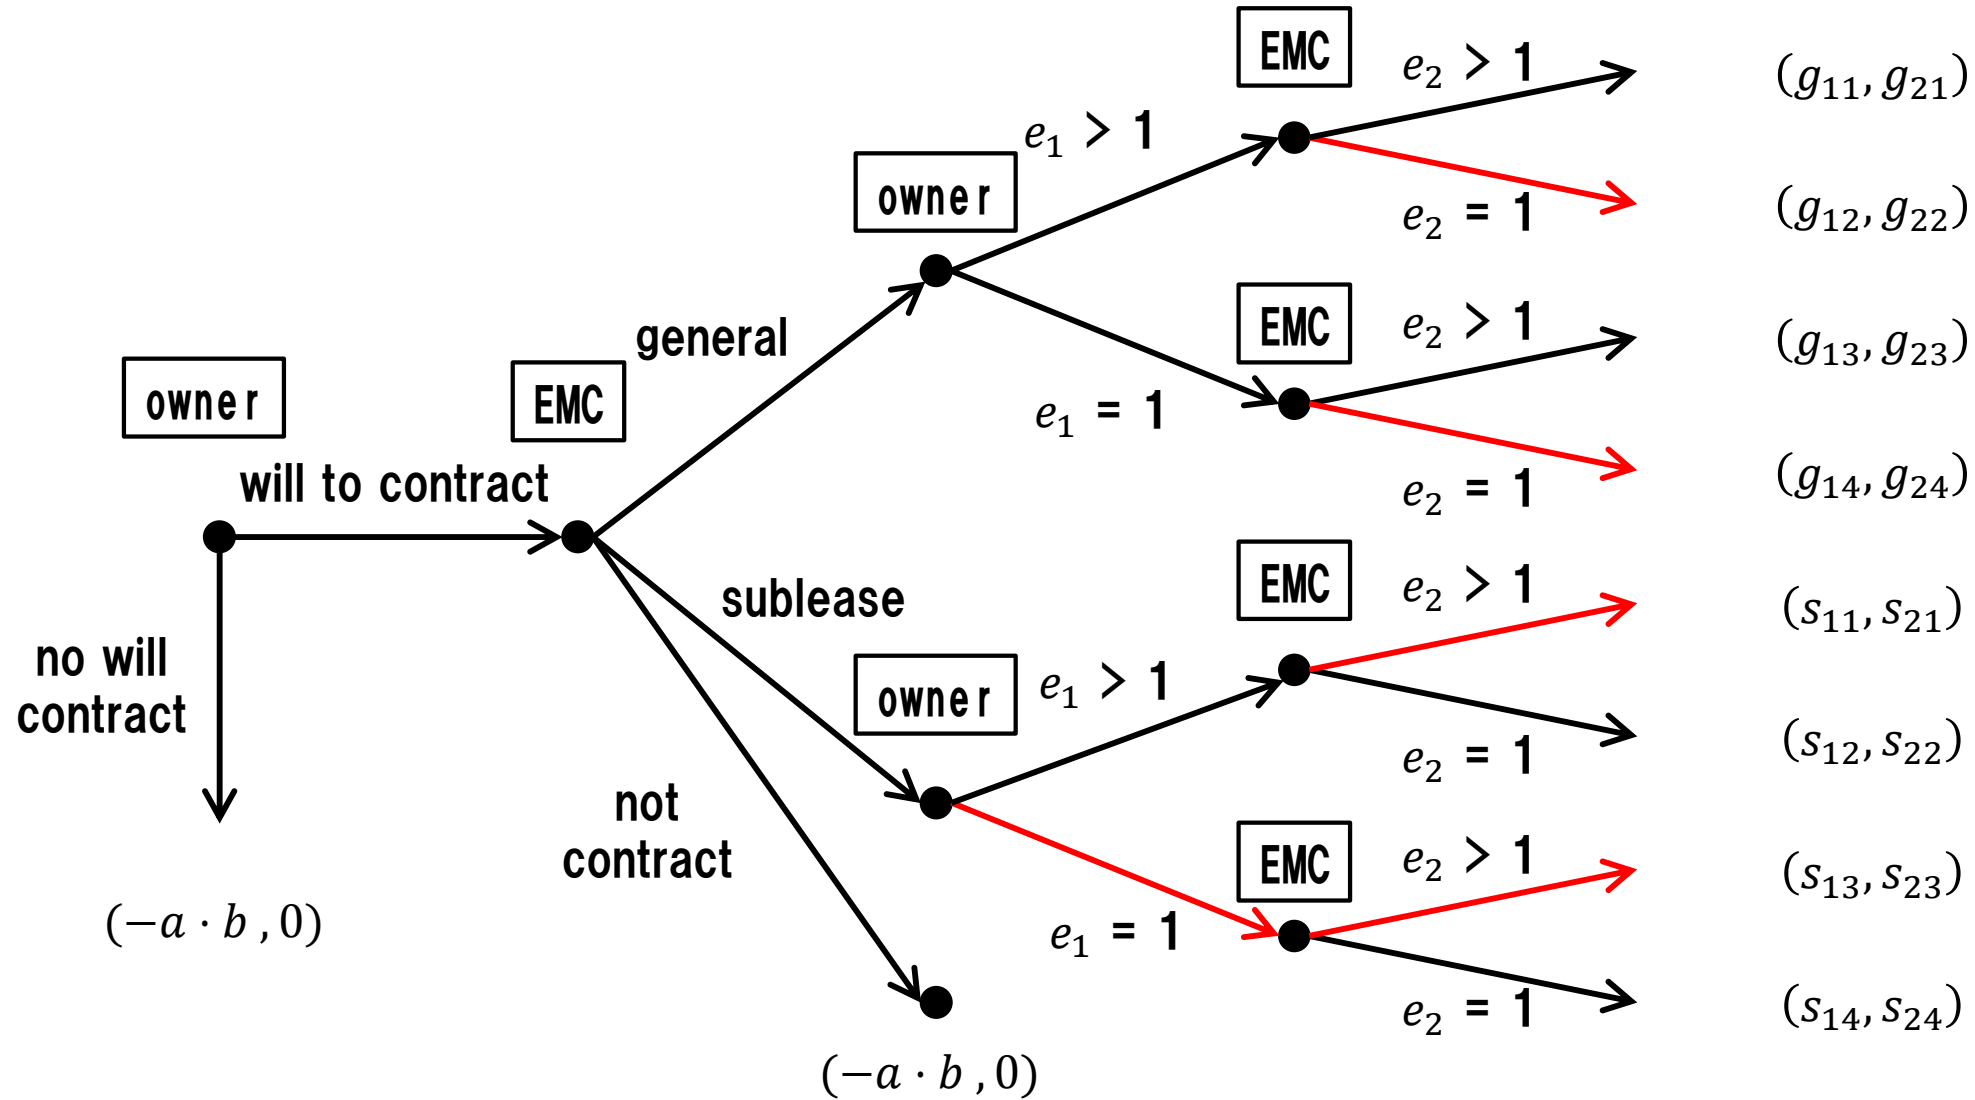 EMC
e₂ > 1
(g₁₁, g₂₁)
e₁ > 1
owner
e₂ = 1
(g₁₂, g₂₂)
EMC
e₂ > 1
(g₁₃, g₂₃)
general
owner
EMC
e₁ = 1
e₂ = 1
(g₁₄, g₂₄)
will to contract
EMC
e₂ > 1
(s₁₁, s₂₁)
sublease
no will
contract
owner
e₁ > 1
e₂ = 1
(s₁₂, s₂₂)
not
contract
EMC
e₂ > 1
(s₁₃, s₂₃)
(−a · b , 0)
e₁ = 1
e₂ = 1
(s₁₄, s₂₄)
(−a · b , 0)